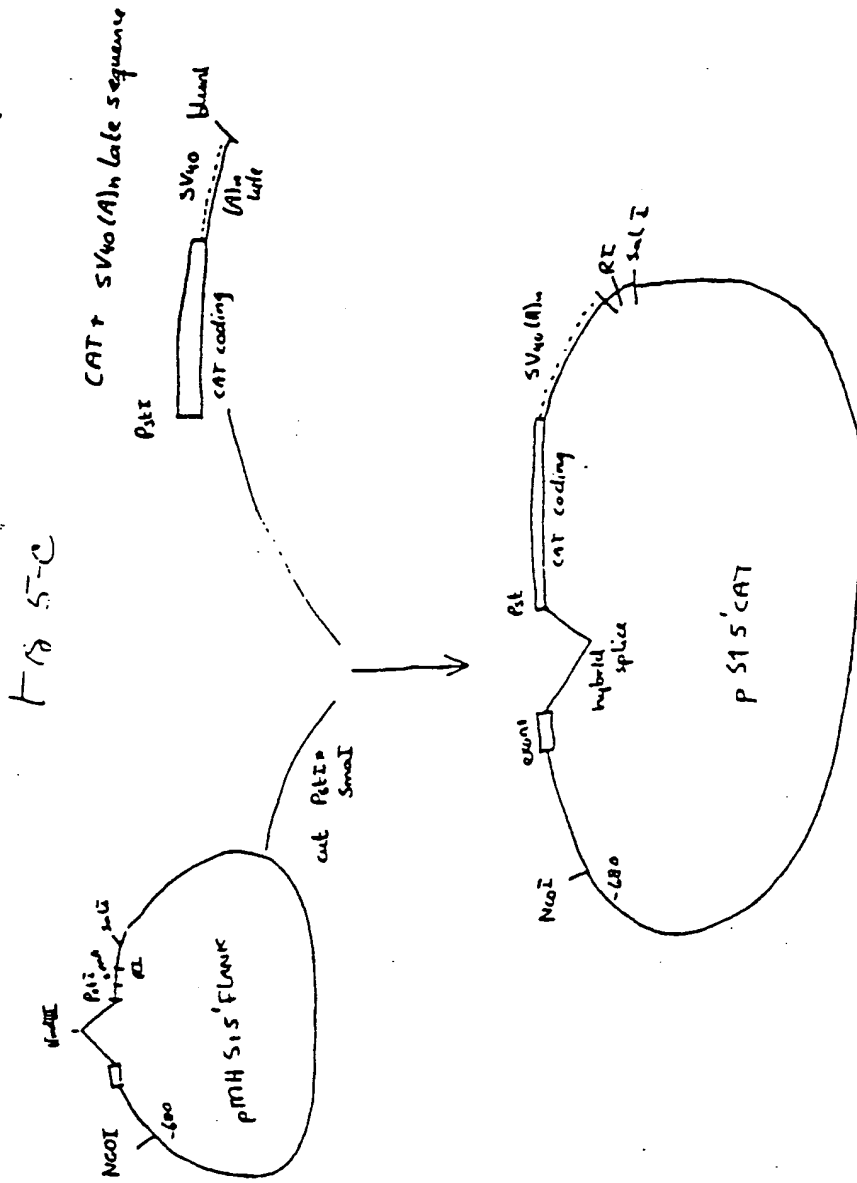 Fig 5-C
CAT + SV40 (A)n late sequence
PstI
CAT coding
SV40
(A)n
late
blunt
NcoI
-680
HindIII
PstI
SmaI
RI
SalI
pMH S1 5' FLANK
cut PstI +
SmaI
NcoI
-680
exon1
hybrid
splice
Pst
CAT coding
SV40 (A)n
RI
Sal I
p S1 5' CAT